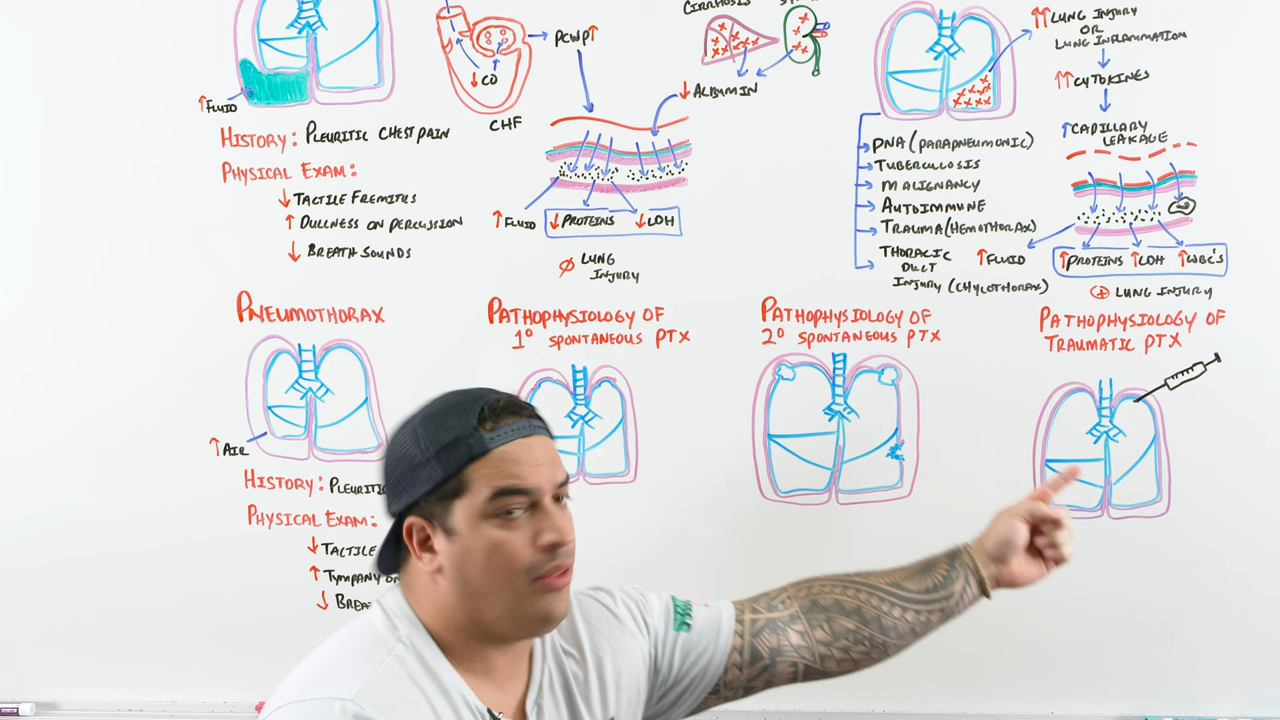 ↑FLUID
HISTORY: PLEURITIC CHEST PAIN
PHYSICAL EXAM:
↓ TACTILE FREMITUS
↑ DULLNESS ON PERCUSSION
↓ BREATH SOUNDS
↓ CO
CHF
PCWP↑
CIRRHOSIS
↓ ALBUMIN
↑ FLUID
↓ PROTEINS ↓ LDH
Ø LUNG
INJURY
PNA (PARAPNEUMONIC)
TUBERCULOSIS
MALIGNANCY
AUTOIMMUNE
TRAUMA (HEMOTHORAX)
THORACIC
DUCT
INJURY (CHYLOTHORAX)
↑↑ LUNG INJURY
OR
LUNG INFLAMMATION
↑↑ CYTOKINES
↑ CAPILLARY
LEAKAGE
↑ FLUID
↑ PROTEINS ↑ LDH ↑ WBC'S
⊕ LUNG INJURY
PNEUMOTHORAX
↑ AIR
HISTORY: PLEURITIC
PHYSICAL EXAM:
↓ TACTILE
↑ TYMPANY
↓
PATHOPHYSIOLOGY OF
1° SPONTANEOUS PTX
PATHOPHYSIOLOGY OF
2° SPONTANEOUS PTX
PATHOPHYSIOLOGY OF
TRAUMATIC PTX